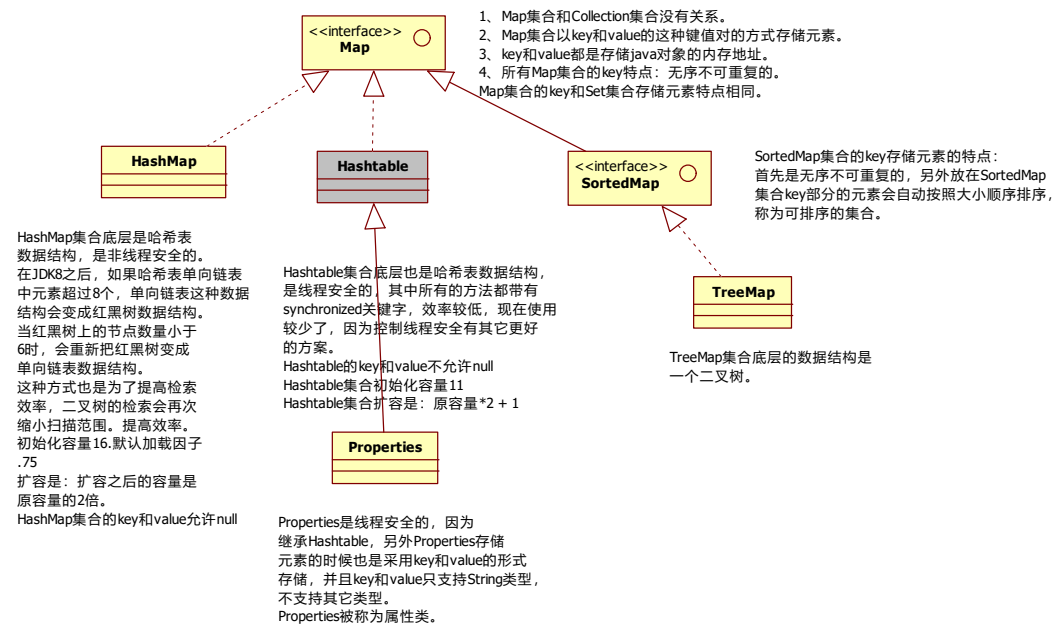 <<interface>>
Map
1、Map集合和Collection集合没有关系。
2、Map集合以key和value的这种键值对的方式存储元素。
3、key和value都是存储java对象的内存地址。
4、所有Map集合的key特点：无序不可重复的。
Map集合的key和Set集合存储元素特点相同。
HashMap
Hashtable
<<interface>>
SortedMap
SortedMap集合的key存储元素的特点：
首先是无序不可重复的，另外放在SortedMap
集合key部分的元素会自动按照大小顺序排序，
称为可排序的集合。
HashMap集合底层是哈希表
数据结构，是非线程安全的。
在JDK8之后，如果哈希表单向链表
中元素超过8个，单向链表这种数据
结构会变成红黑树数据结构。
当红黑树上的节点数量小于
6时，会重新把红黑树变成
单向链表数据结构。
这种方式也是为了提高检索
效率，二叉树的检索会再次
缩小扫描范围。提高效率。
初始化容量16.默认加载因子
.75
扩容是：扩容之后的容量是
原容量的2倍。
HashMap集合的key和value允许null
Hashtable集合底层也是哈希表数据结构，
是线程安全的，其中所有的方法都带有
synchronized关键字，效率较低，现在使用
较少了，因为控制线程安全有其它更好
的方案。
Hashtable的key和value不允许null
Hashtable集合初始化容量11
Hashtable集合扩容是：原容量*2 + 1
TreeMap
TreeMap集合底层的数据结构是
一个二叉树。
Properties
Properties是线程安全的，因为
继承Hashtable，另外Properties存储
元素的时候也是采用key和value的形式
存储，并且key和value只支持String类型，
不支持其它类型。
Properties被称为属性类。